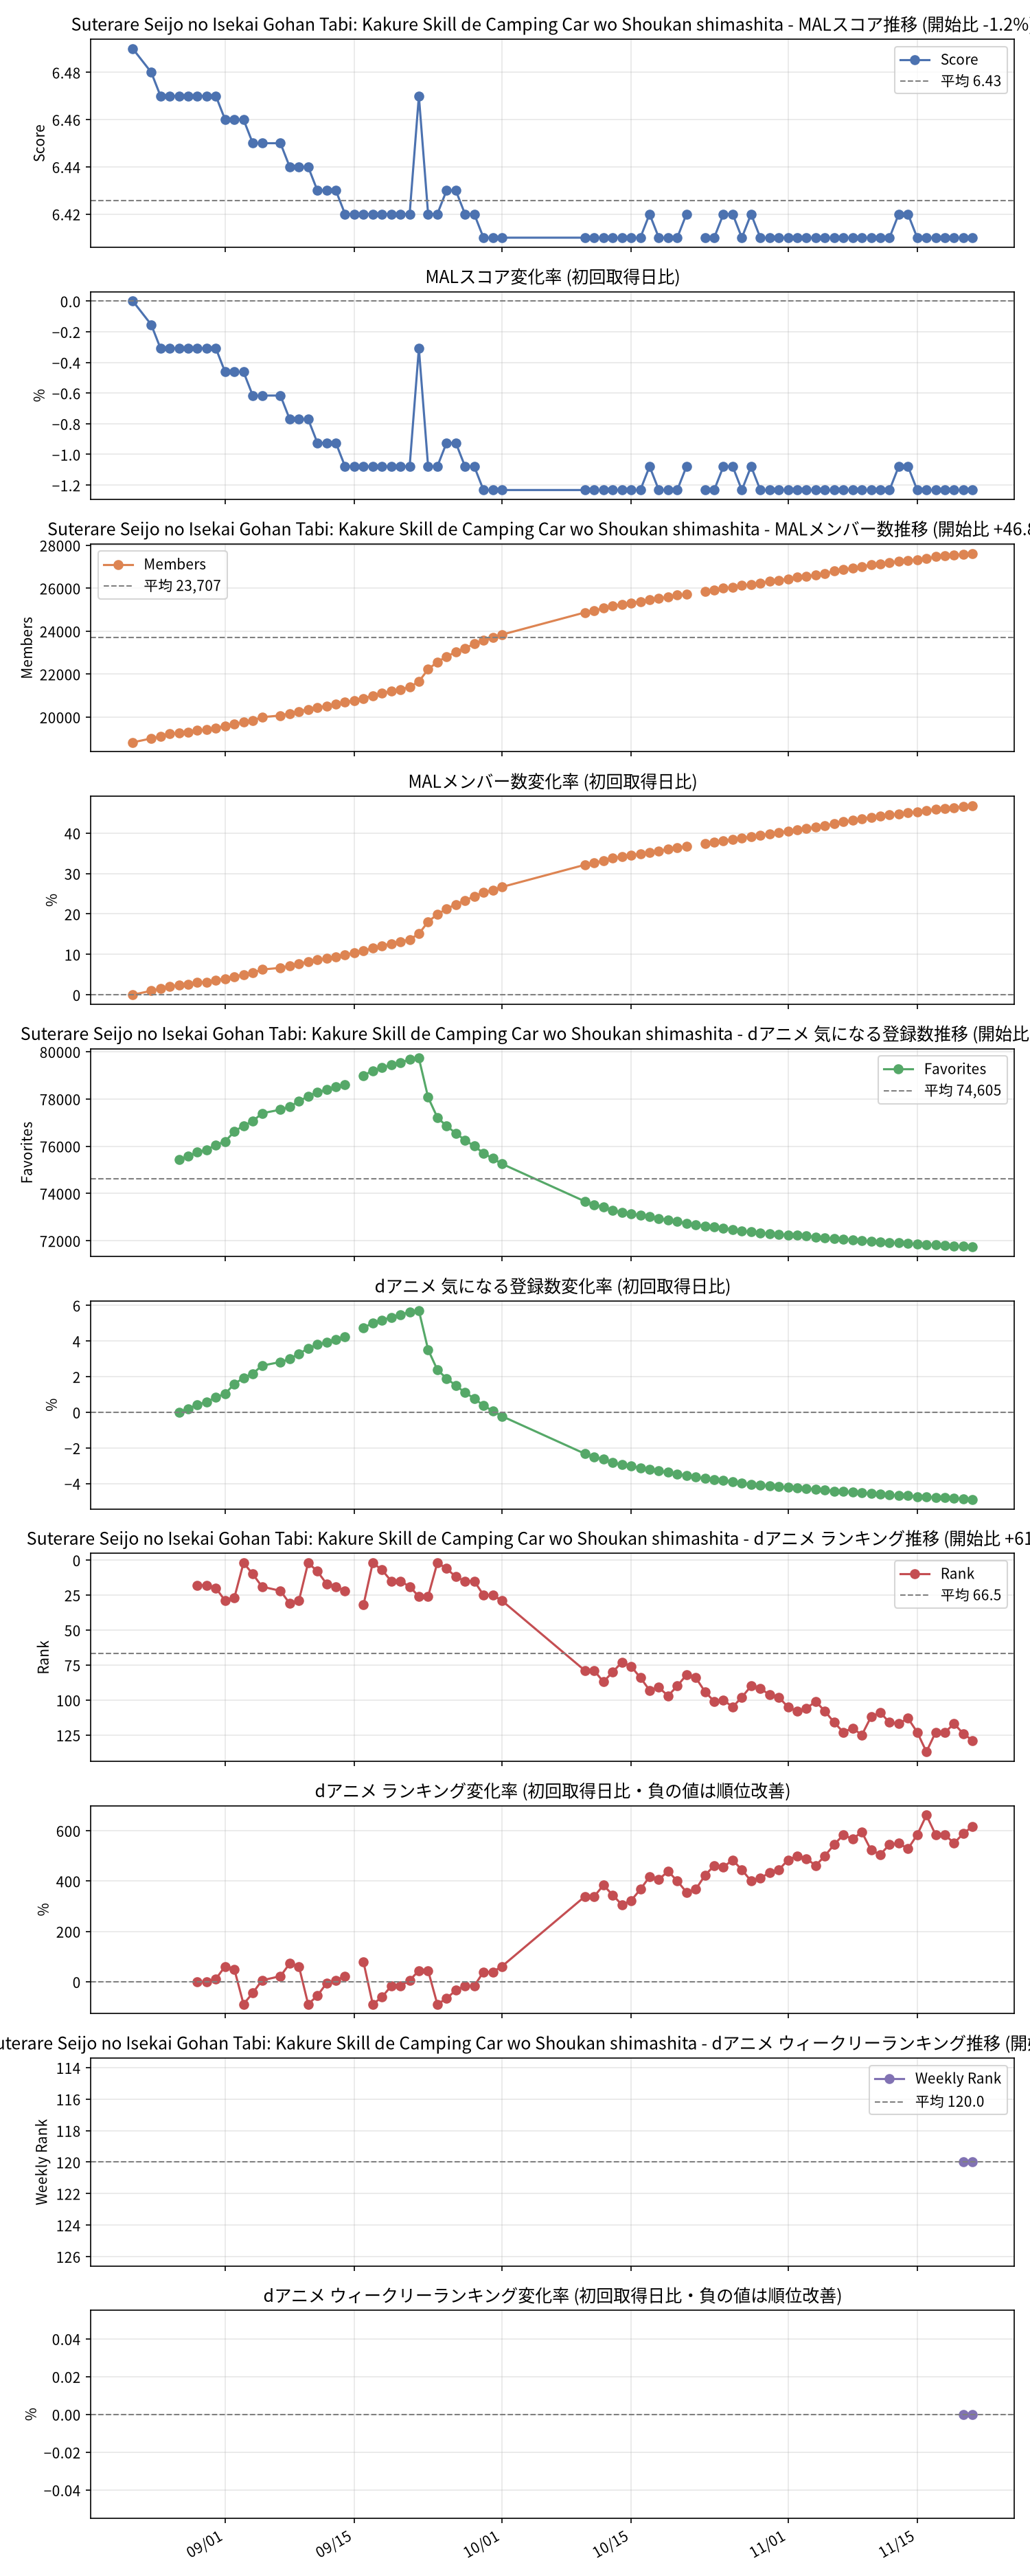 Suterare Seijo no Isekai Gohan Tabi: Kakure Skill de Camping Car wo Shoukan shimashita - MALスコア推移 (開始比 -1.2%
Score
平均 6.43
Score
6.48
6.46
6.44
6.42
MALスコア変化率 (初回取得日比)
%
0.0
−0.2
−0.4
−0.6
−0.8
−1.0
−1.2
Suterare Seijo no Isekai Gohan Tabi: Kakure Skill de Camping Car wo Shoukan shimashita - MALメンバー数推移 (開始比 +46.8
Members
平均 23,707
Members
28000
26000
24000
22000
20000
MALメンバー数変化率 (初回取得日比)
%
40
30
20
10
0
Suterare Seijo no Isekai Gohan Tabi: Kakure Skill de Camping Car wo Shoukan shimashita - dアニメ 気になる登録数推移 (開始比
Favorites
平均 74,605
Favorites
80000
78000
76000
74000
72000
dアニメ 気になる登録数変化率 (初回取得日比)
%
6
4
2
0
−2
−4
Suterare Seijo no Isekai Gohan Tabi: Kakure Skill de Camping Car wo Shoukan shimashita - dアニメ ランキング推移 (開始比 +61
Rank
平均 66.5
Rank
0
25
50
75
100
125
dアニメ ランキング変化率 (初回取得日比・負の値は順位改善)
%
600
400
200
0
uterare Seijo no Isekai Gohan Tabi: Kakure Skill de Camping Car wo Shoukan shimashita - dアニメ ウィークリーランキング推移 (開
Weekly Rank
平均 120.0
Weekly Rank
114
116
118
120
122
124
126
dアニメ ウィークリーランキング変化率 (初回取得日比・負の値は順位改善)
%
0.04
0.02
0.00
−0.02
−0.04
09/01
09/15
10/01
10/15
11/01
11/15